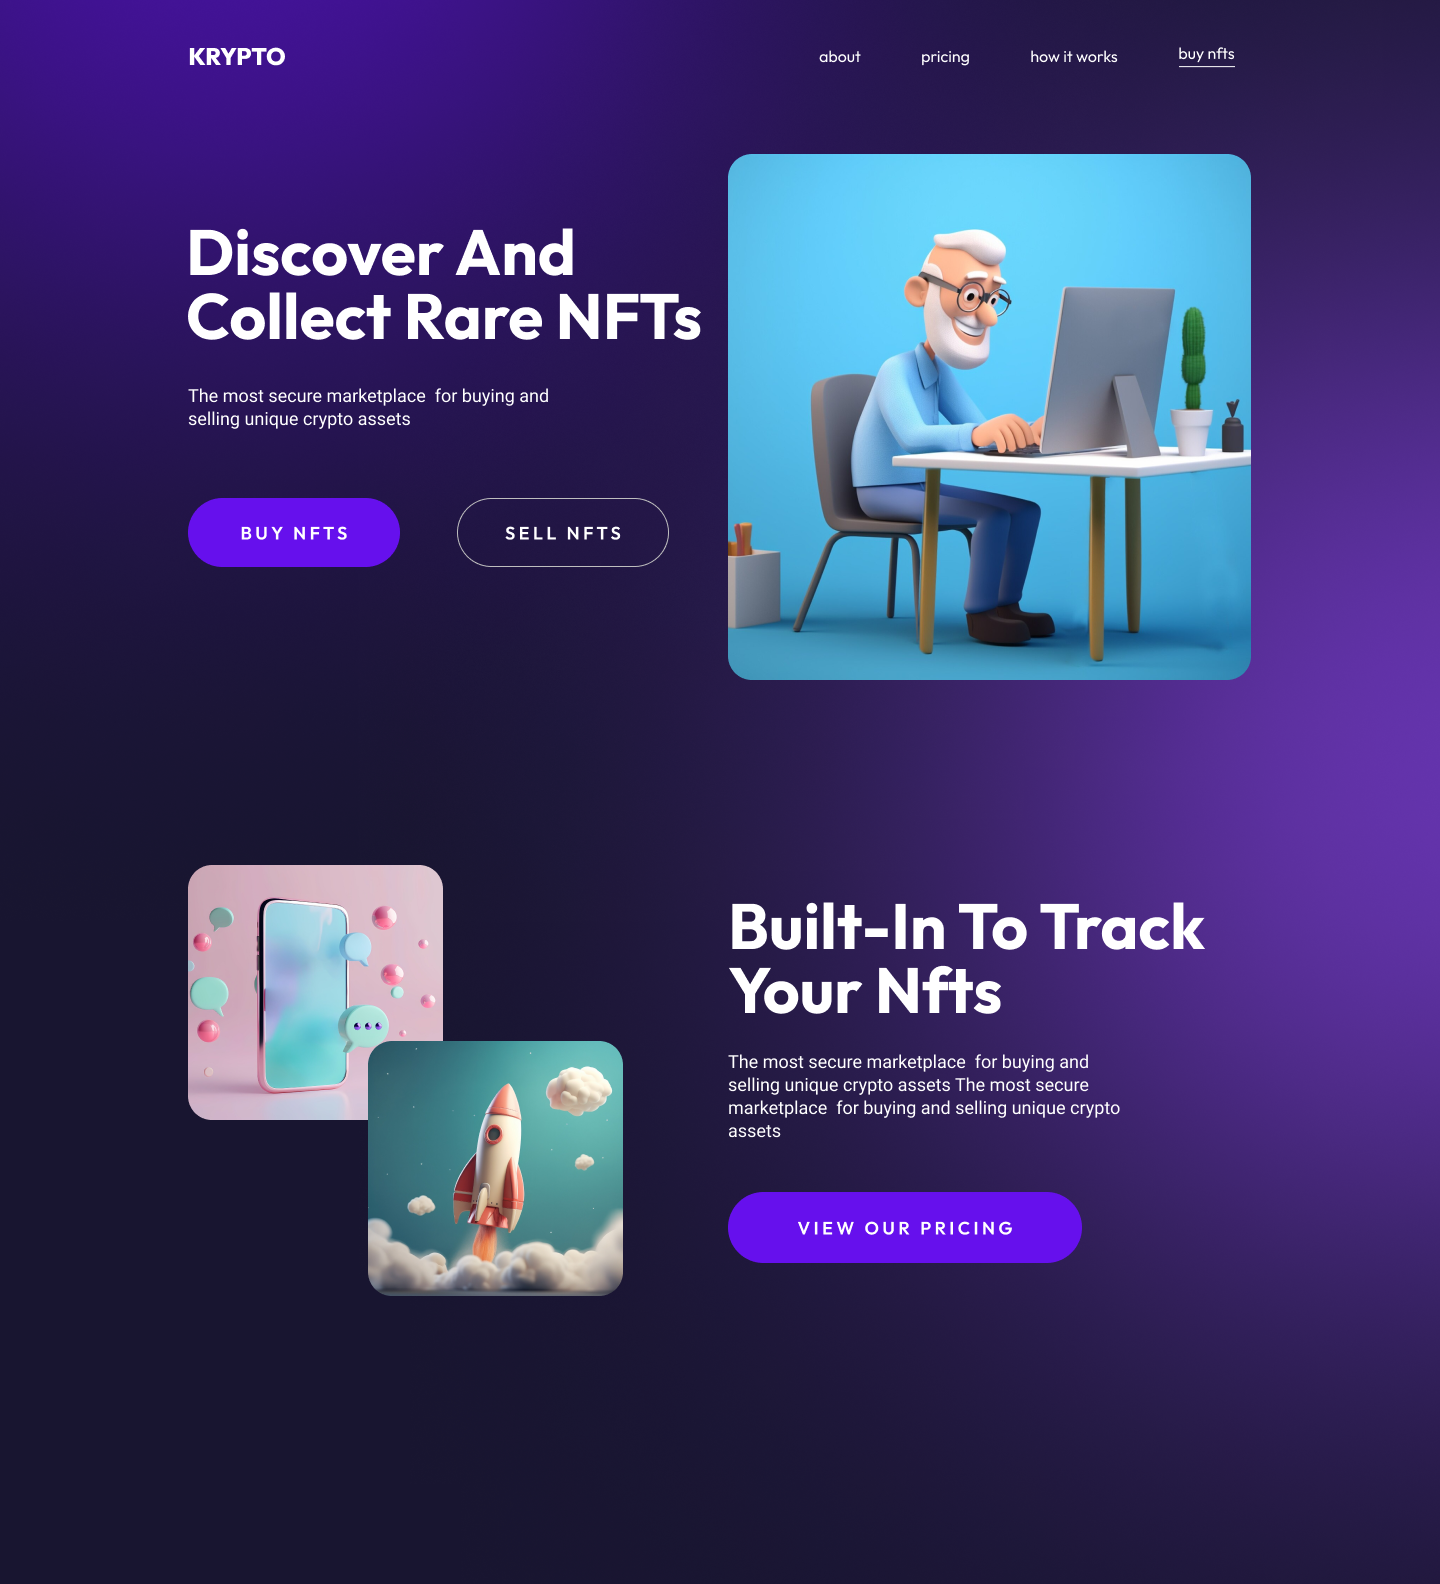 KRYPTO
about pricing how it works buy nfts
Discover And
Collect Rare NFTs
The most secure marketplace  for buying and
selling unique crypto assets
BUY NFTS SELL NFTS
Built-In To Track
Your Nfts
The most secure marketplace  for buying and
selling unique crypto assets The most secure
marketplace  for buying and selling unique crypto
assets
VIEW OUR PRICING